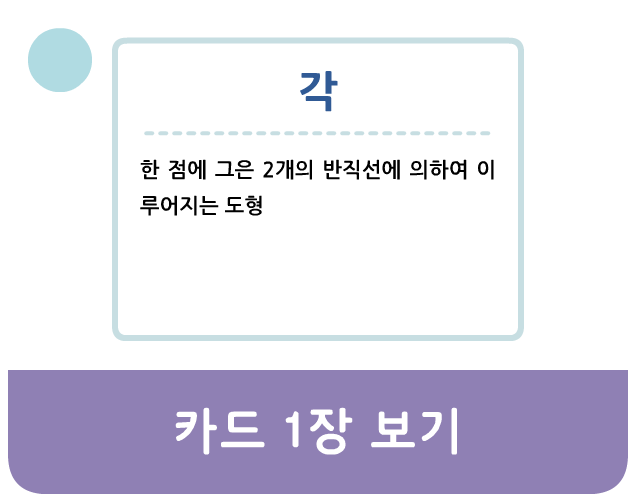 각
한 점에 그은 2개의 반직선에 의하여 이
루어지는 도형
카드 1장 보기